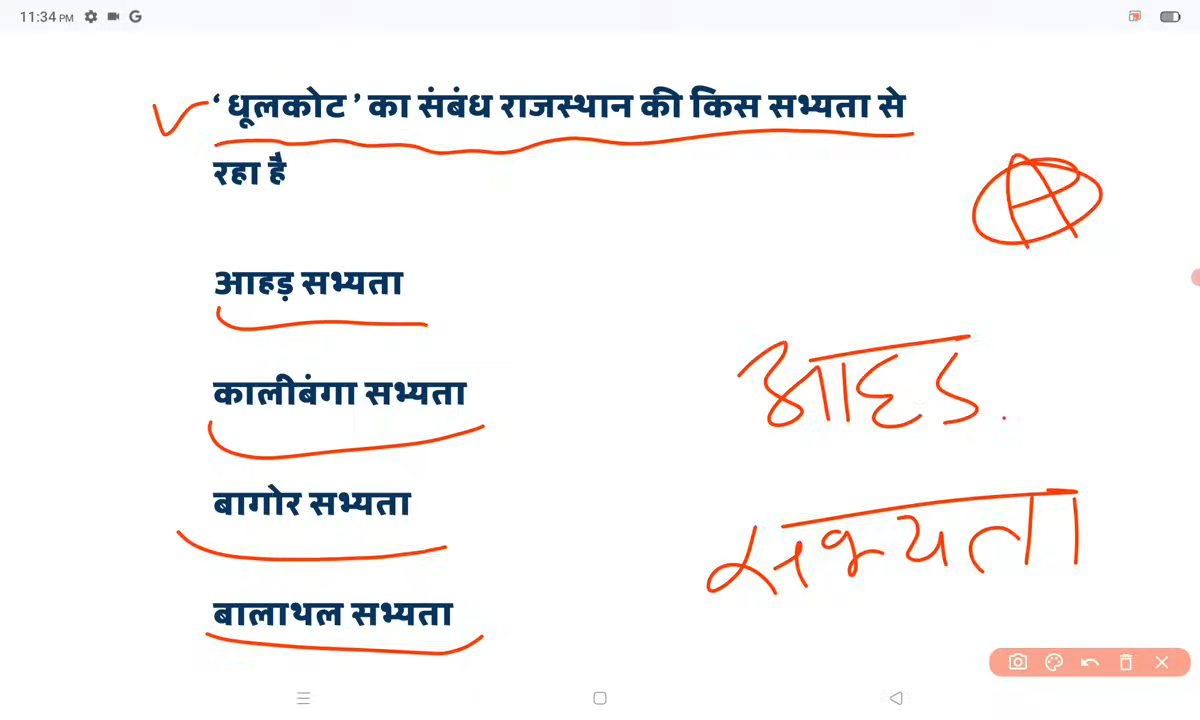 11:34 PM
‘ धूलकोट ’ का संबंध राजस्थान की किस सभ्यता से
रहा है
A
आहड़ सभ्यता
कालीबंगा सभ्यता
बागोर सभ्यता
बालाथल सभ्यता
आहड
सभ्यता